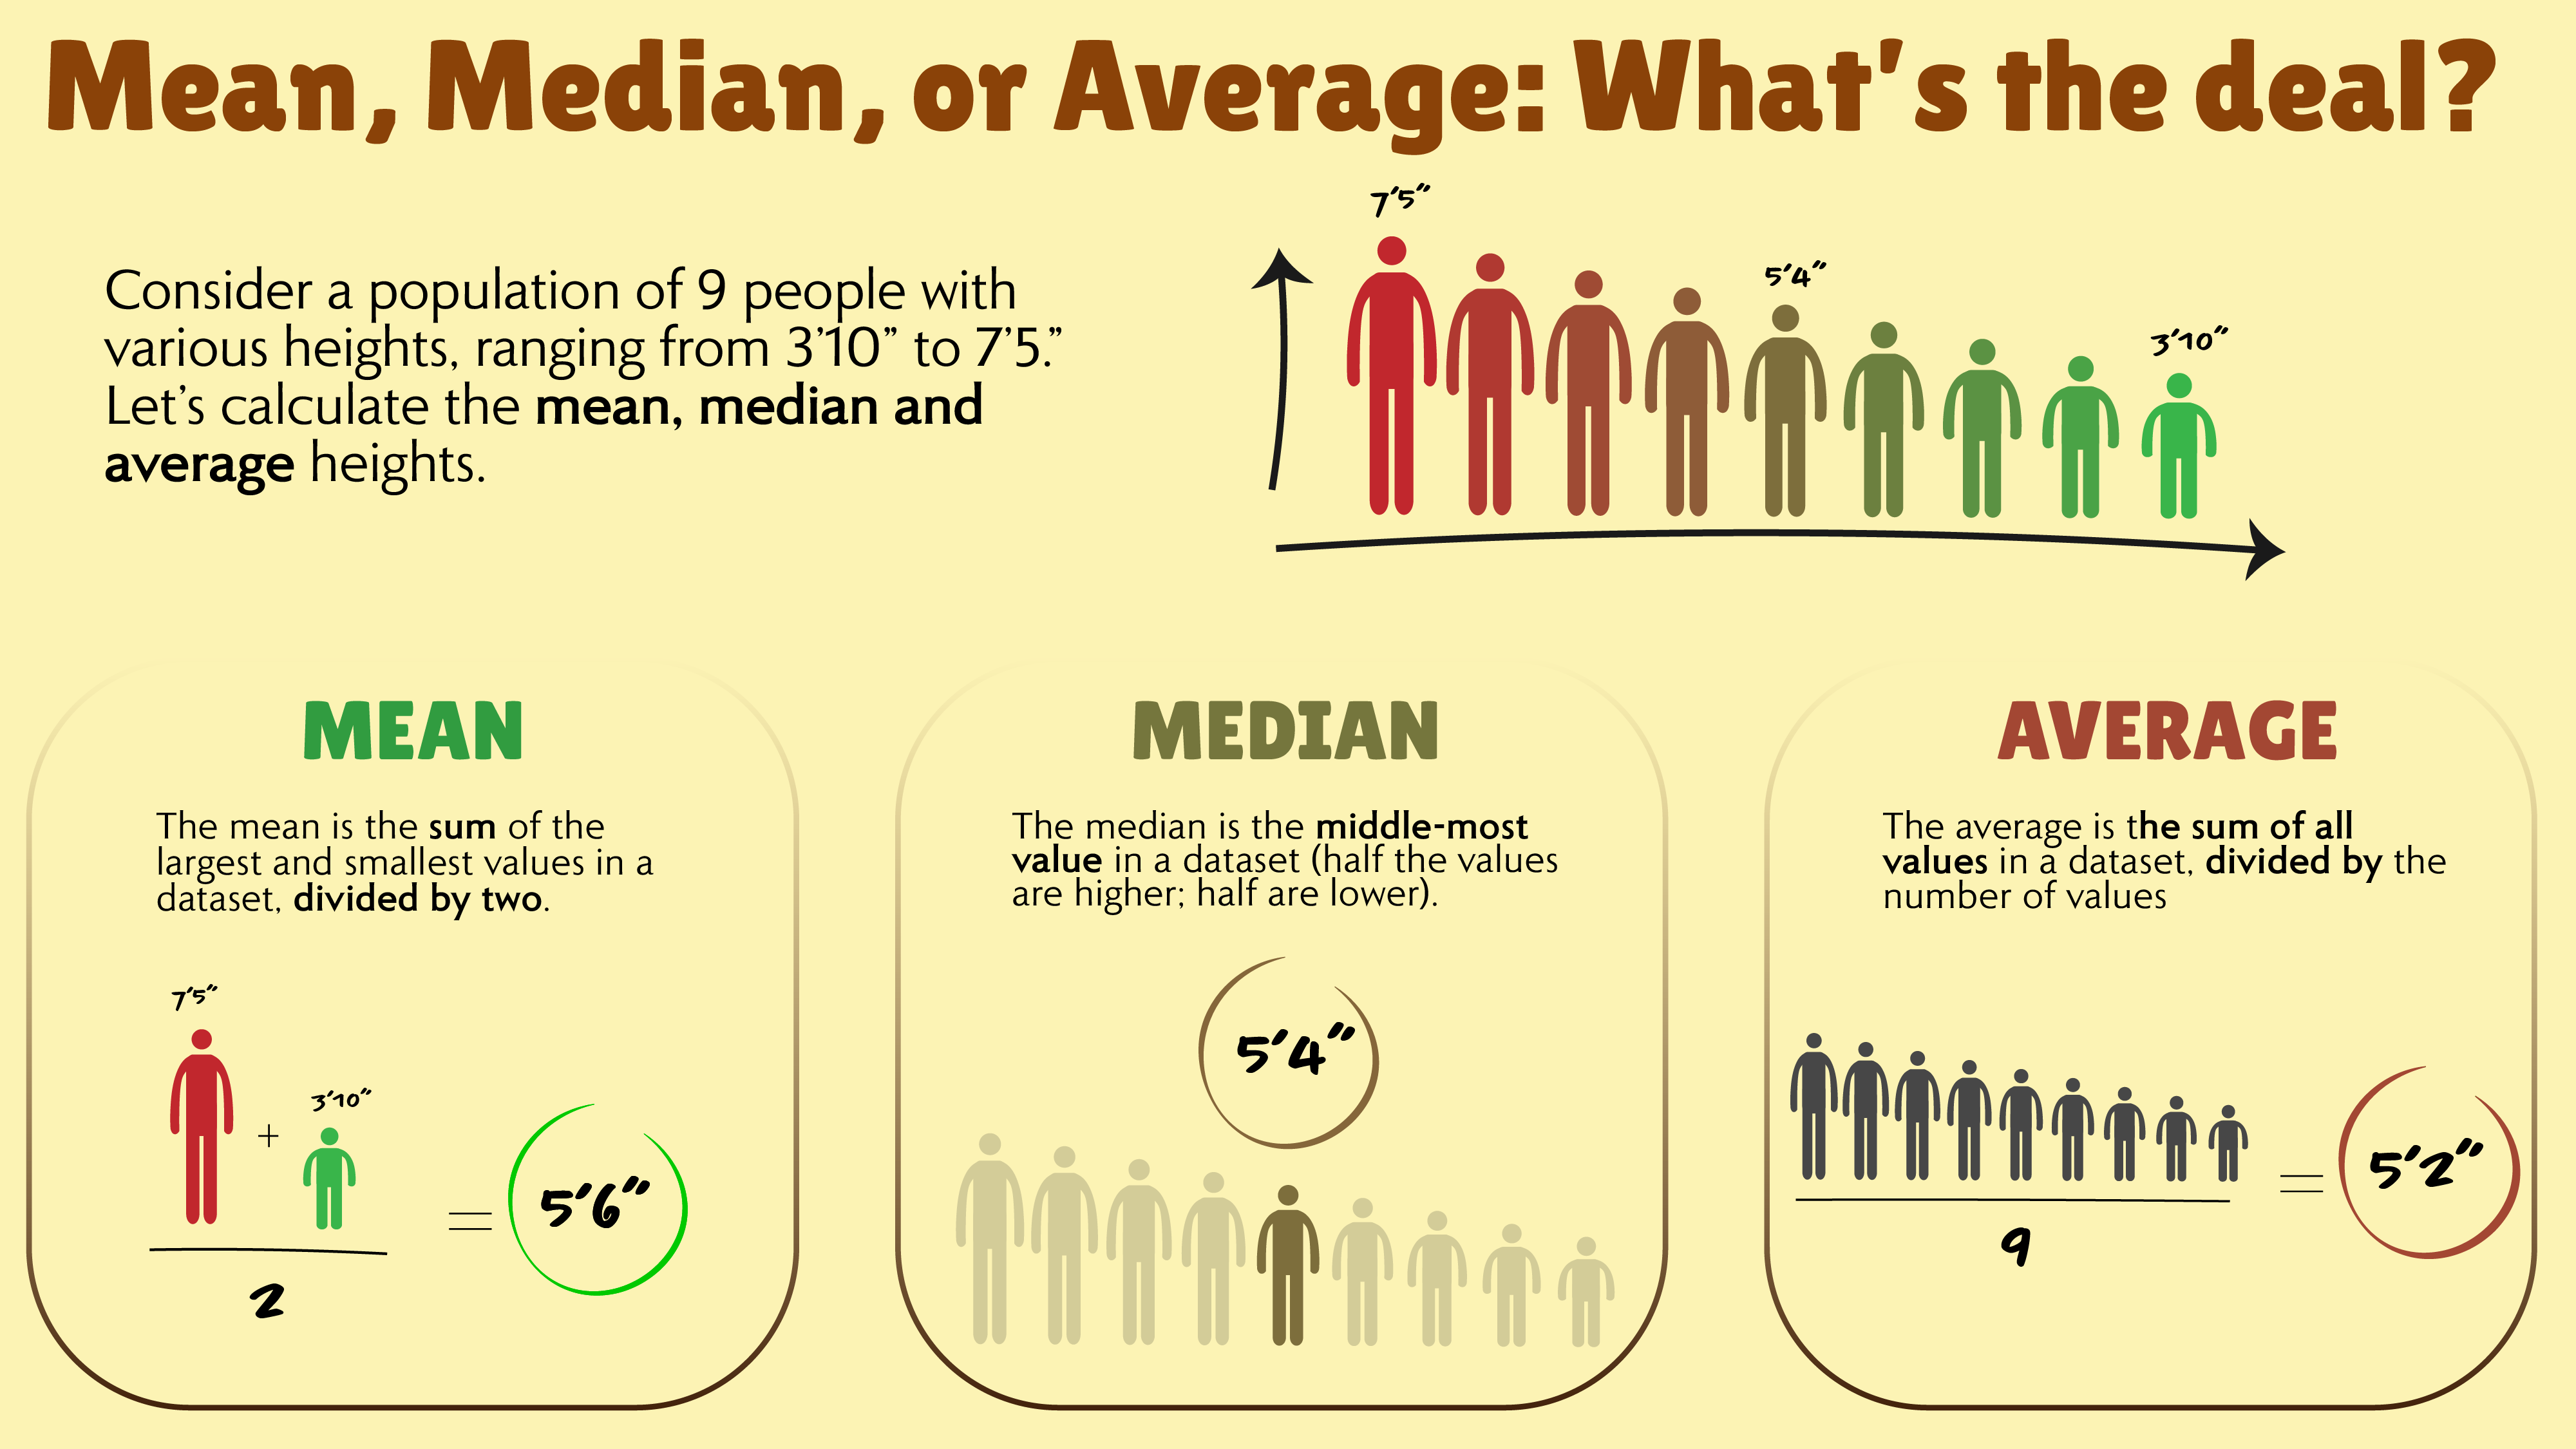 Mean, Median, or Average: What's the deal?
7'5"
5'4"
3'10"
Consider a population of 9 people with
various heights, ranging from 3’10” to 7’5.”
Let’s calculate the mean, median and
average heights.
MEAN
The mean is the sum of the
largest and smallest values in a
dataset, divided by two.
7'5"
3'10"
+
=
5'6"
2
MEDIAN
The median is the middle-most
value in a dataset (half the values
are higher; half are lower).
5'4"
AVERAGE
The average is the sum of all
values in a dataset, divided by the
number of values
=
5'2"
9